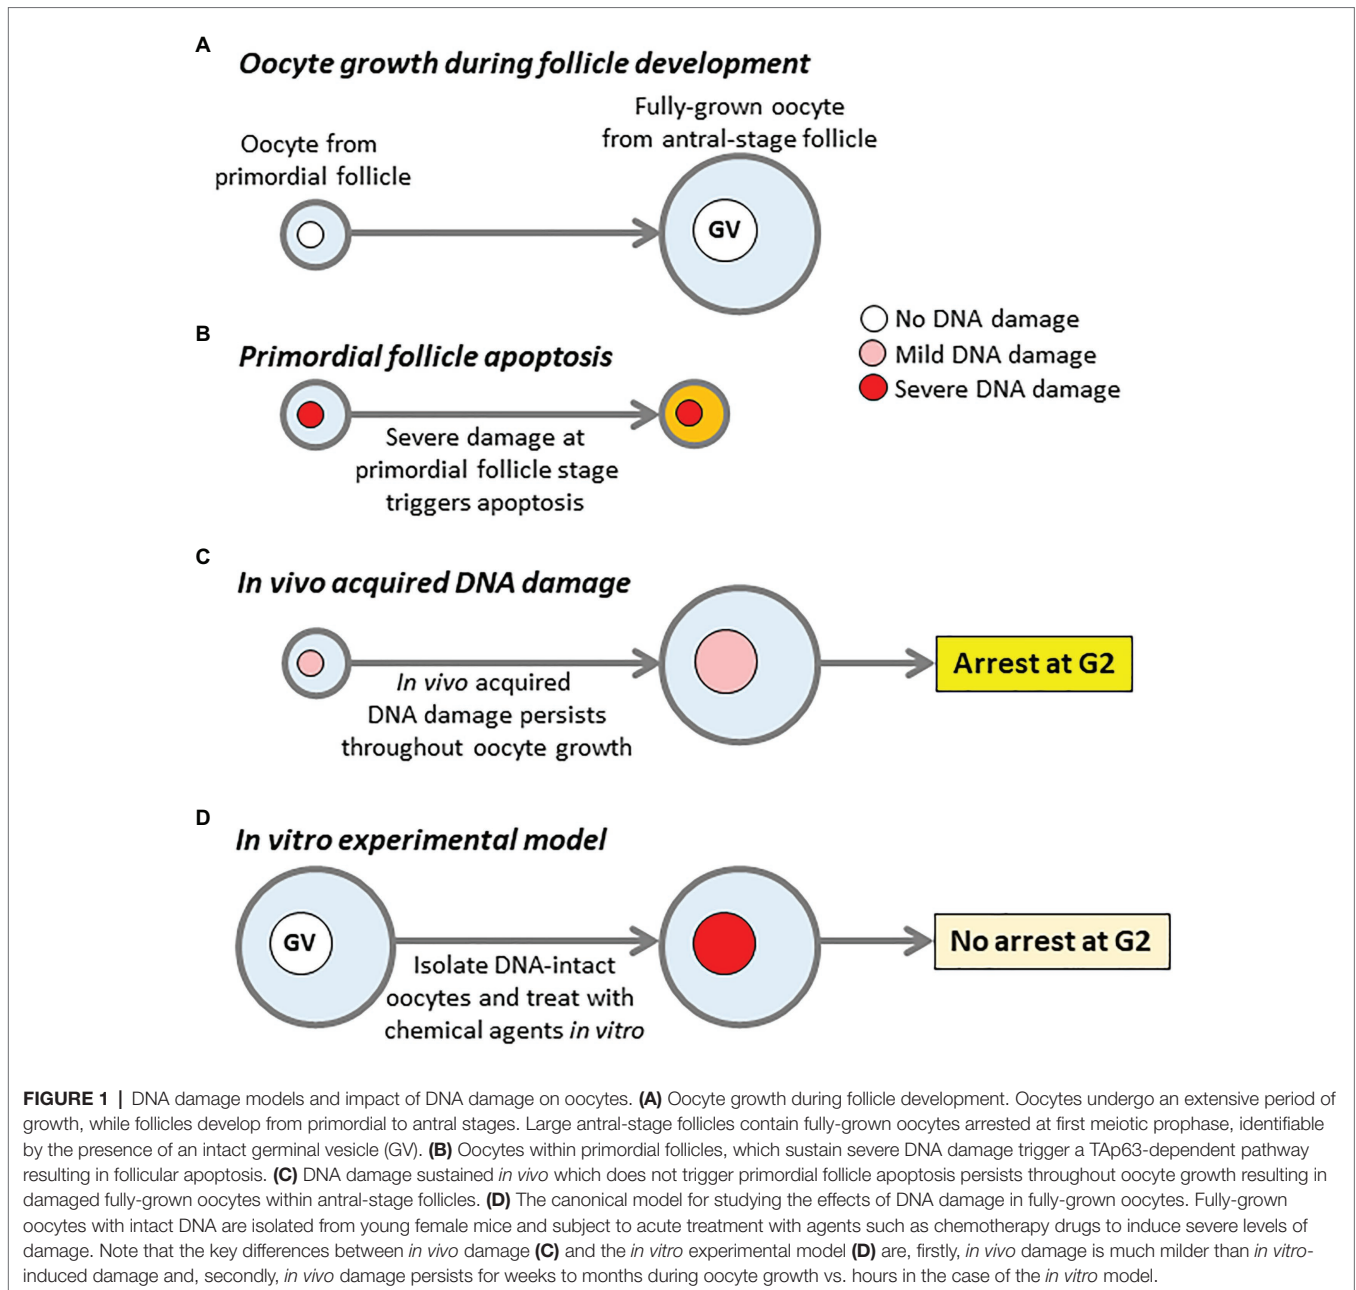 A
Oocyte growth during follicle development
Oocyte from
primordial follicle
Fully-grown oocyte
from antral-stage follicle
GV
No DNA damage
Mild DNA damage
Severe DNA damage
B
Primordial follicle apoptosis
Severe damage at
primordial follicle stage
triggers apoptosis
C
In vivo acquired DNA damage
In vivo acquired
DNA damage persists
throughout oocyte growth
Arrest at G2
D
In vitro experimental model
GV
Isolate DNA-intact
oocytes and treat with
chemical agents in vitro
No arrest at G2
FIGURE 1 | DNA damage models and impact of DNA damage on oocytes. (A) Oocyte growth during follicle development. Oocytes undergo an extensive period of
growth, while follicles develop from primordial to antral stages. Large antral-stage follicles contain fully-grown oocytes arrested at first meiotic prophase, identifiable
by the presence of an intact germinal vesicle (GV). (B) Oocytes within primordial follicles, which sustain severe DNA damage trigger a TAp63-dependent pathway
resulting in follicular apoptosis. (C) DNA damage sustained in vivo which does not trigger primordial follicle apoptosis persists throughout oocyte growth resulting in
damaged fully-grown oocytes within antral-stage follicles. (D) The canonical model for studying the effects of DNA damage in fully-grown oocytes. Fully-grown
oocytes with intact DNA are isolated from young female mice and subject to acute treatment with agents such as chemotherapy drugs to induce severe levels of
damage. Note that the key differences between in vivo damage (C) and the in vitro experimental model (D) are, firstly, in vivo damage is much milder than in vitro-
induced damage and, secondly, in vivo damage persists for weeks to months during oocyte growth vs. hours in the case of the in vitro model.